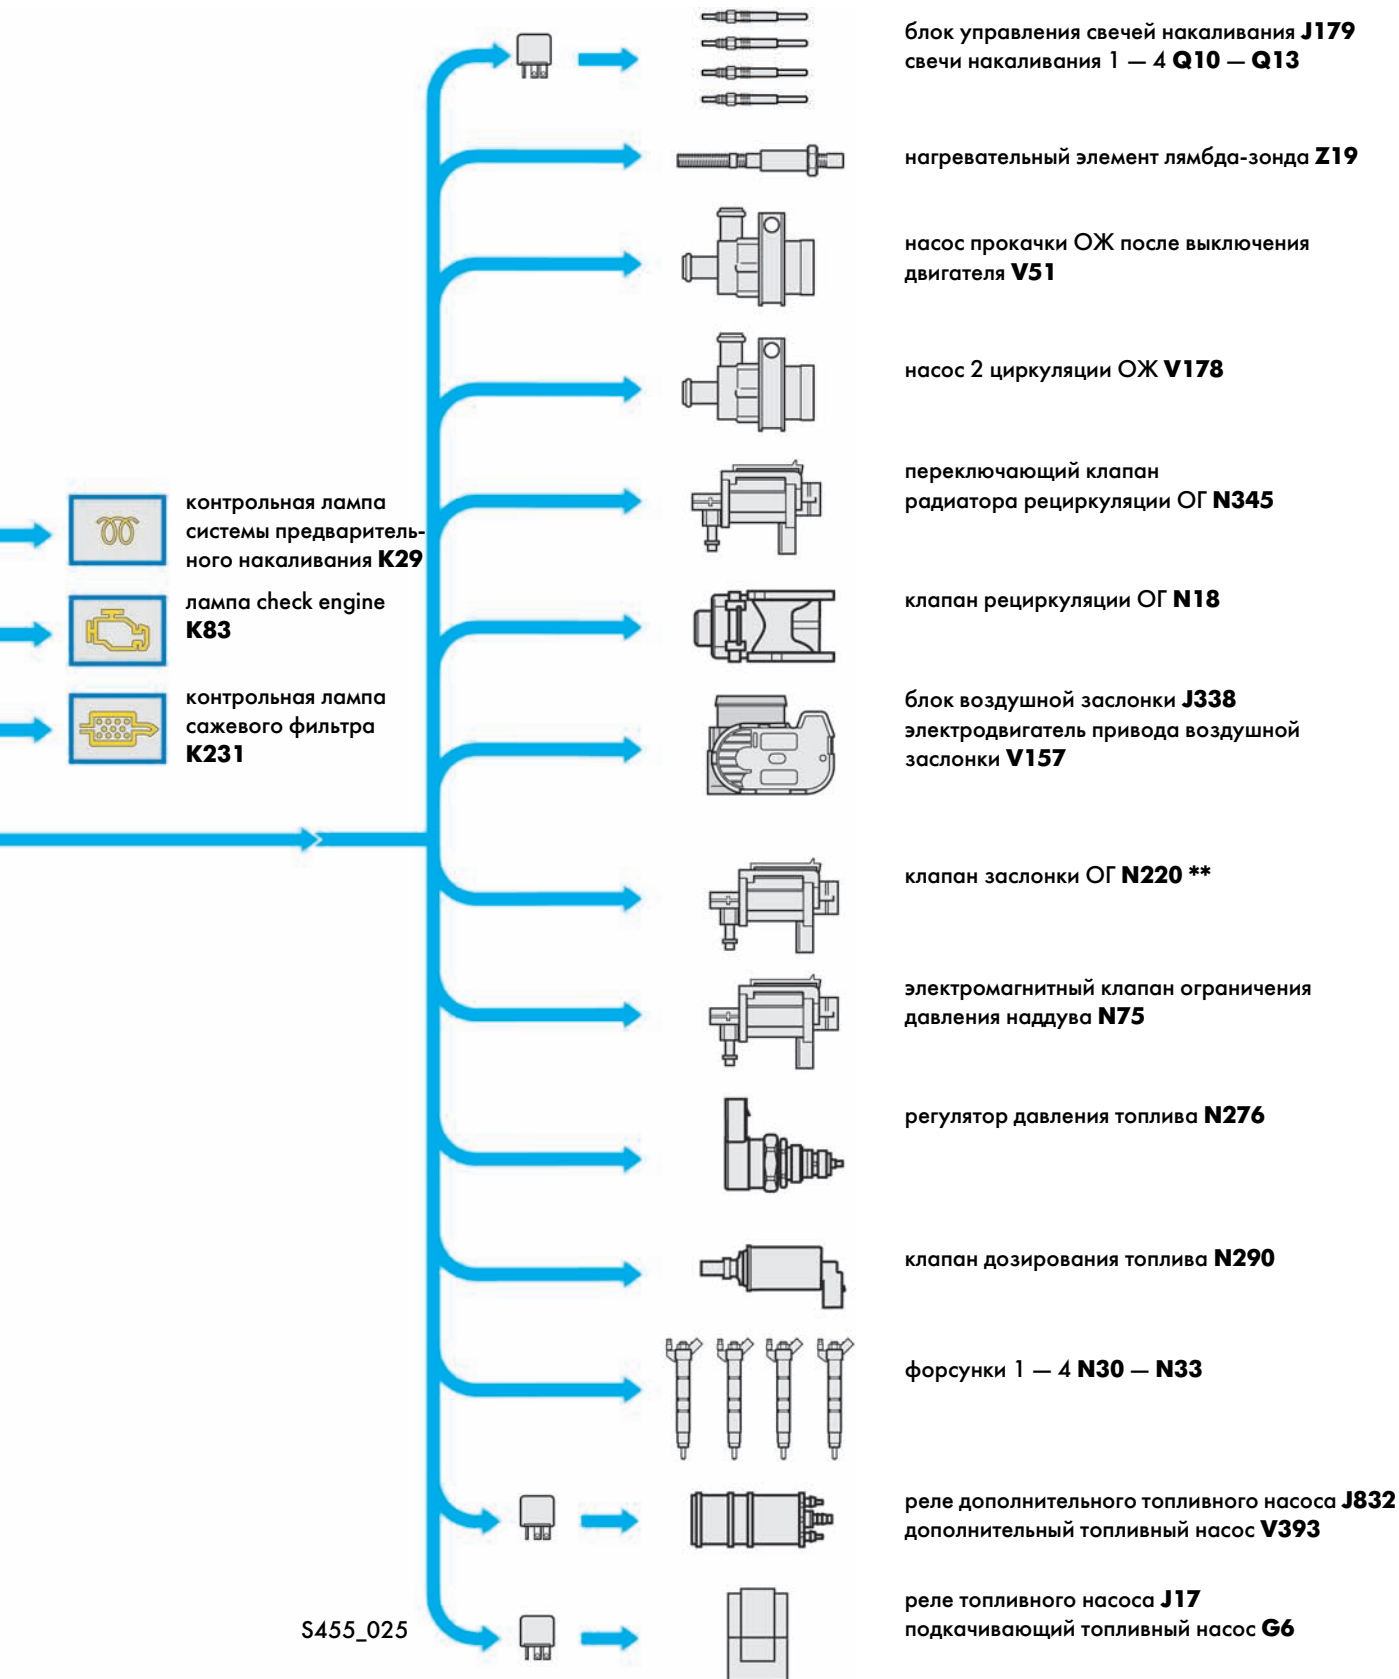 блок управления свечей накаливания J179
свечи накаливания 1 — 4 Q10 — Q13
нагревательный элемент лямбда-зонда Z19
насос прокачки ОЖ после выключения
двигателя V51
насос 2 циркуляции ОЖ V178
переключающий клапан
радиатора рециркуляции ОГ N345
контрольная лампа
системы предваритель-
ного накаливания K29
лампа check engine
K83
контрольная лампа
сажевого фильтра
K231
клапан рециркуляции ОГ N18
блок воздушной заслонки J338
электродвигатель привода воздушной
заслонки V157
клапан заслонки ОГ N220 **
электромагнитный клапан ограничения
давления наддува N75
регулятор давления топлива N276
клапан дозирования топлива N290
форсунки 1 — 4 N30 — N33
реле дополнительного топливного насоса J832
дополнительный топливный насос V393
реле топливного насоса J17
подкачивающий топливный насос G6
S455_025